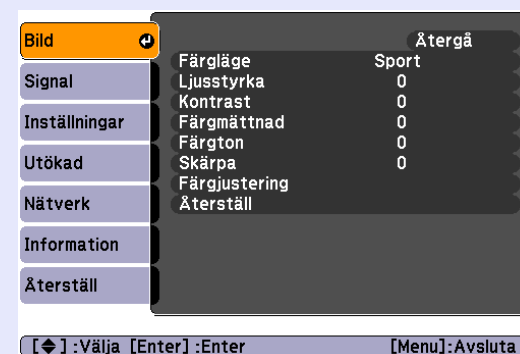 Bild
Signal
Inställningar
Utökad
Nätverk
Information
Återställ
Återgå
Färgläge Sport
Ljusstyrka 0
Kontrast 0
Färgmättnad 0
Färgton 0
Skärpa 0
Färgjustering
Återställ
[◆] :Välja [Enter] :Enter [Menu]:Avsluta